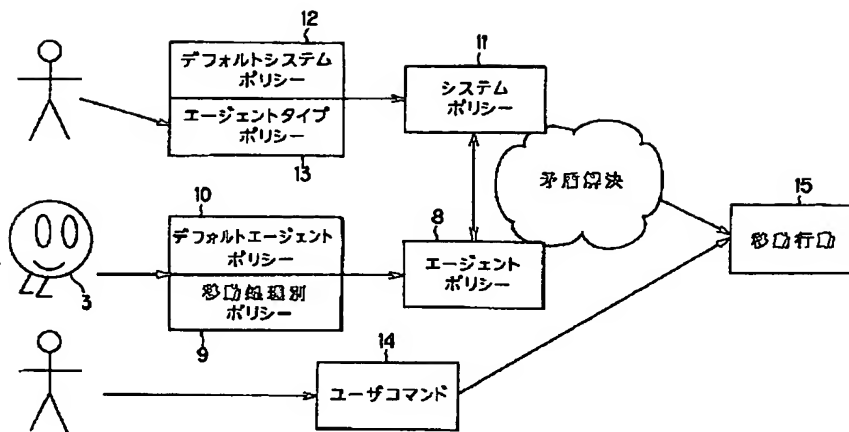 12
デフォルトシステム
ポリシー
エージェントタイプ
ポリシー
13
11
システム
ポリシー
矛盾解決
15
移動行動
10
デフォルトエージェント
ポリシー
移動処理別
ポリシー
9
3
8
エージェント
ポリシー
14
ユーザコマンド